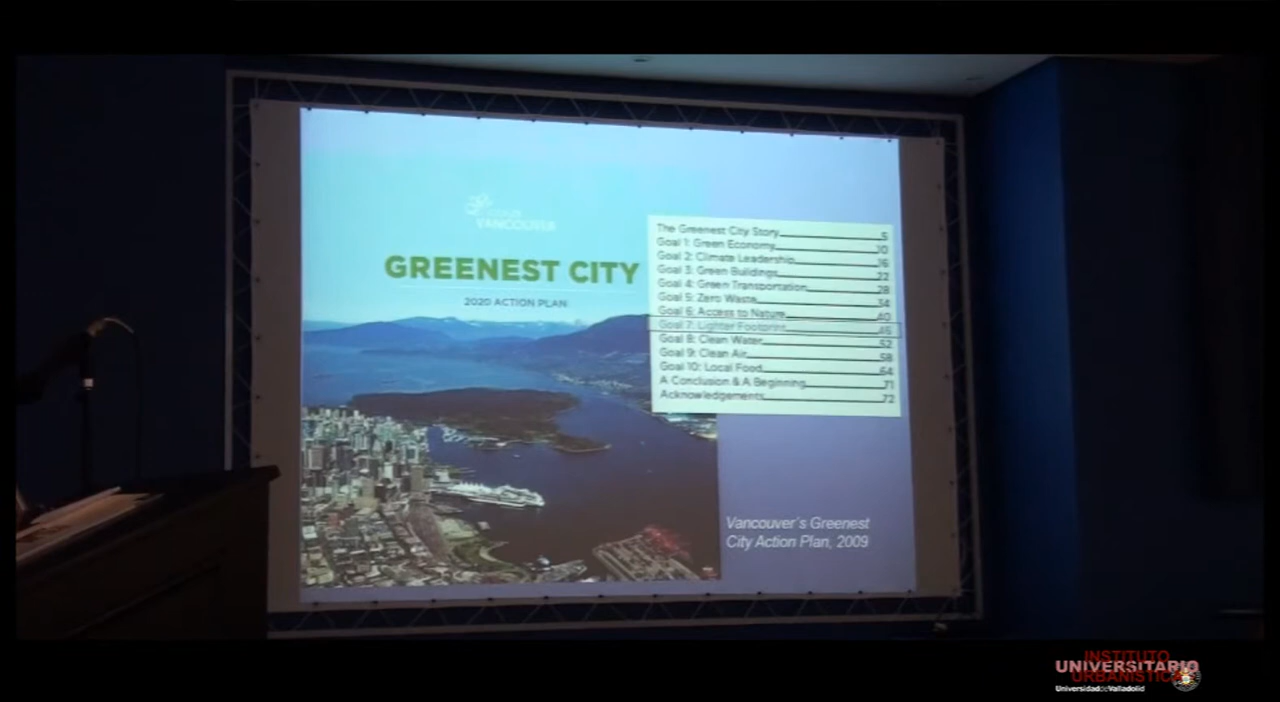 VANCOUVER
GREENEST CITY
2020 ACTION PLAN
The Greenest City Story 5
Goal 1: Green Economy 10
Goal 2: Climate Leadership 16
Goal 3: Green Buildings 22
Goal 4: Green Transportation 28
Goal 5: Zero Waste 34
Goal 6: Access to Nature 40
Goal 7: Lighter Footprint 46
Goal 8: Clean Water 52
Goal 9: Clean Air 58
Goal 10: Local Food 64
A Conclusion & A Beginning 71
Acknowledgements 72
Vancouver's Greenest
City Action Plan, 2009
INSTITUTO
UNIVERSITARIO
URBANÍSTICA
UniversidaddeValladolid